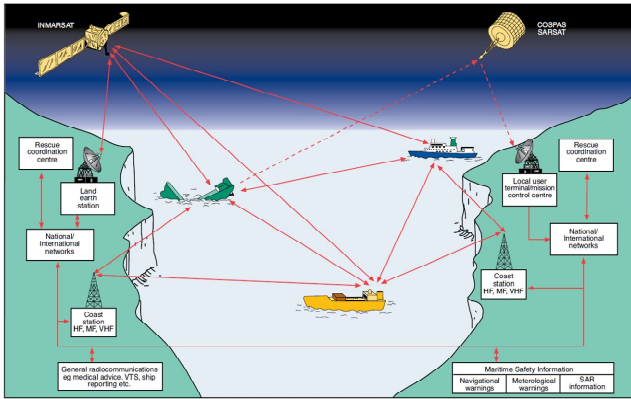 INMARSAT
COSPAS
SARSAT
Rescue
coordination
centre
Land
earth
station
National/
International
networks
Coast
station
HF, MF, VHF
General radiocommunications
eg medical advice. VTS, ship
reporting etc.
Rescue
coordination
centre
Local user
terminal/mission
control centre
National/
International
networks
Coast
station
HF, MF, VHF
Maritime Safety Information
Navigational
warnings
Meterological
warnings
SAR
information